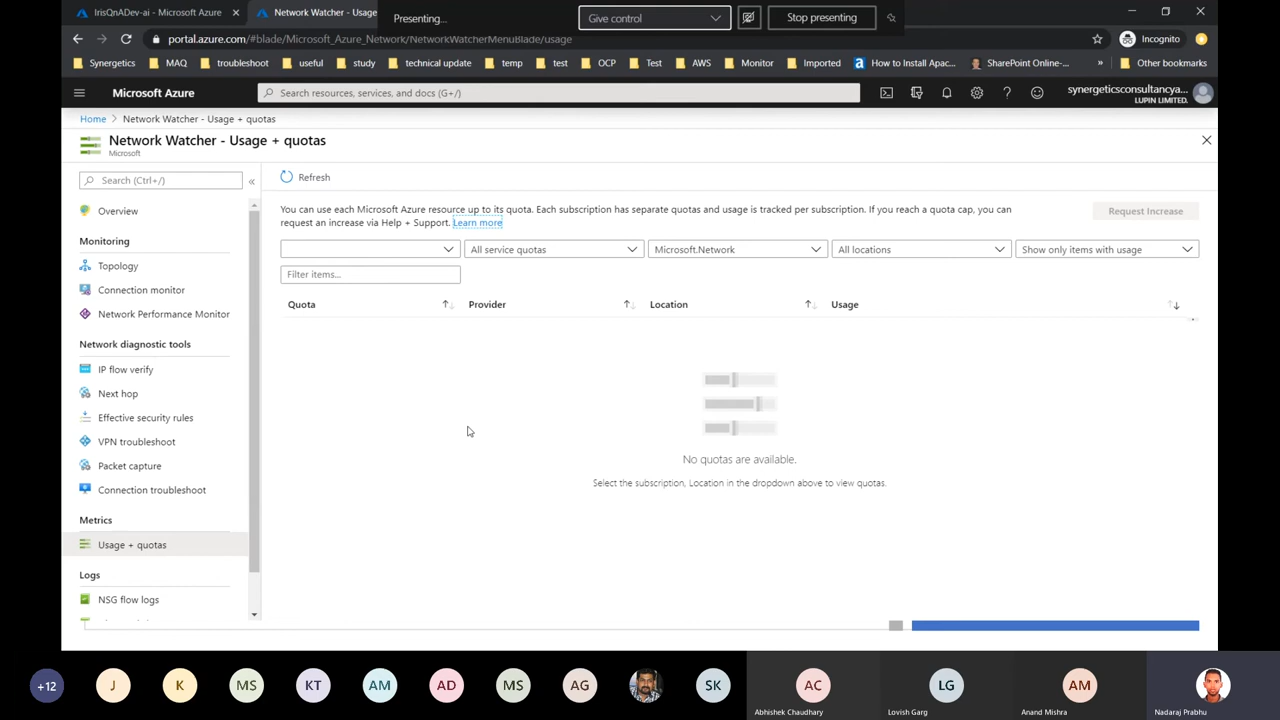 IrisQnADev-ai - Microsoft Azure
Network Watcher - Usage
Presenting...
Give control
Stop presenting
portal.azure.com/#blade/Microsoft_Azure_Network/NetworkWatcherMenuBlade/usage
Incognito
Synergetics
MAQ
troubleshoot
useful
study
technical update
temp
test
OCP
Test
AWS
Monitor
Imported
How to Install Apac...
SharePoint Online-...
»
Other bookmarks
Microsoft Azure
Search resources, services, and docs (G+/)
synergeticsconsultancya...
LUPIN LIMITED.
Home > Network Watcher - Usage + quotas
Network Watcher - Usage + quotas
Microsoft
Search (Ctrl+/)
«
Overview
Monitoring
Topology
Connection monitor
Network Performance Monitor
Network diagnostic tools
IP flow verify
Next hop
Effective security rules
VPN troubleshoot
Packet capture
Connection troubleshoot
Metrics
Usage + quotas
Logs
NSG flow logs
Refresh
You can use each Microsoft Azure resource up to its quota. Each subscription has separate quotas and usage is tracked per subscription. If you reach a quota cap, you can
request an increase via Help + Support. Learn more
Request Increase
All service quotas
Microsoft.Network
All locations
Show only items with usage
Filter items...
Quota
Provider
Location
Usage
No quotas are available.
Select the subscription, Location in the dropdown above to view quotas.
+12
J
K
MS
KT
AM
AD
MS
AG
SK
AC
Abhishek Chaudhary
LG
Lovish Garg
AM
Anand Mishra
Nadaraj Prabhu